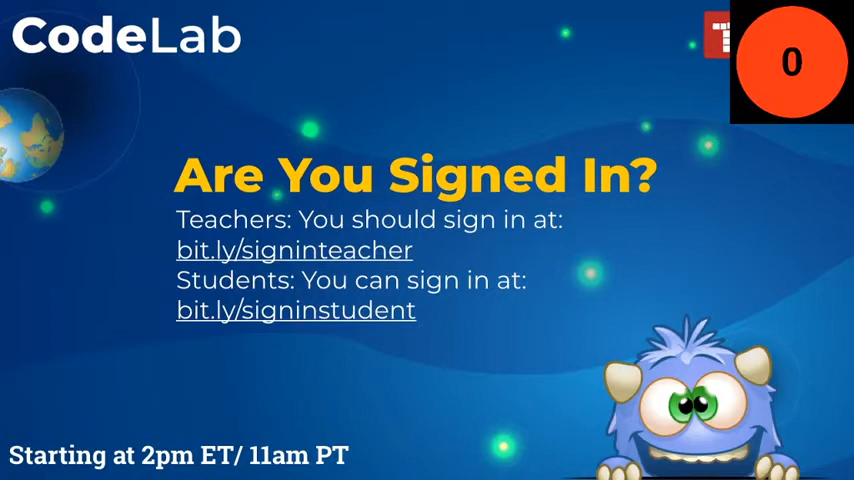 CodeLab
0
Are You Signed In?
Teachers: You should sign in at:
bit.ly/signinteacher
Students: You can sign in at:
bit.ly/signinstudent
Starting at 2pm ET/ 11am PT